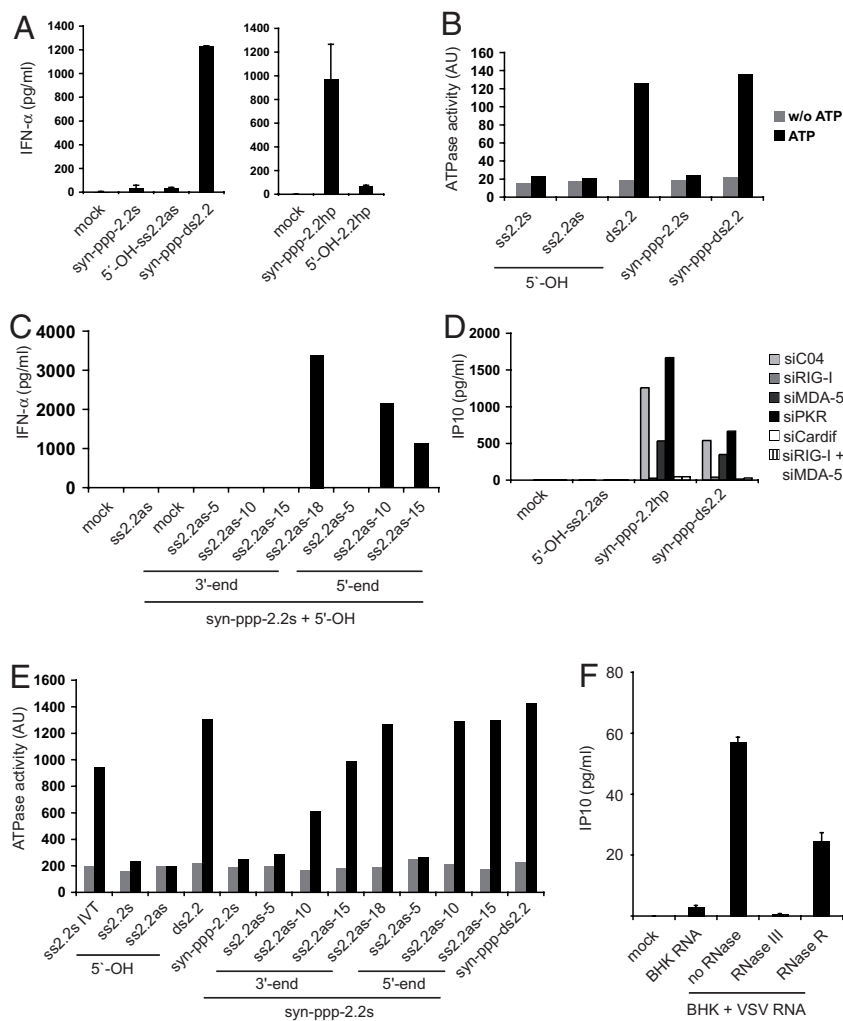 A
IFN-α (pg/ml)
1400
1200
1000
800
600
400
200
0
mock
syn-ppp-2.2s
5´-OH-ss2.2as
syn-ppp-ds2.2
1400
1200
1000
800
600
400
200
0
mock
syn-ppp-2.2hp
5'-OH-2.2hp
B
ATPase activity (AU)
160
140
120
100
80
60
40
20
0
w/o ATP
ATP
ss2.2s
ss2.2as
ds2.2
syn-ppp-2.2s
syn-ppp-ds2.2
5`-OH
C
IFN-α (pg/ml)
4000
3000
2000
1000
0
mock
ss2.2as
mock
ss2.2as-5
ss2.2as-10
ss2.2as-15
ss2.2as-18
ss2.2as-5
ss2.2as-10
ss2.2as-15
3'-end
5'-end
syn-ppp-2.2s + 5'-OH
D
IP10 (pg/ml)
2000
1500
1000
500
0
mock
5'-OH-ss2.2as
syn-ppp-2.2hp
syn-ppp-ds2.2
siC04
siRIG-I
siMDA-5
siPKR
siCardif
siRIG-I +
siMDA-5
E
ATPase activity (AU)
1600
1400
1200
1000
800
600
400
200
0
ss2.2s IVT
ss2.2s
ss2.2as
ds2.2
syn-ppp-2.2s
ss2.2as-5
ss2.2as-10
ss2.2as-15
ss2.2as-18
ss2.2as-5
ss2.2as-10
ss2.2as-15
syn-ppp-ds2.2
5`-OH
3'-end
5'-end
syn-ppp-2.2s
F
IP10 (pg/ml)
80
60
40
20
0
mock
BHK RNA
no RNase
RNase III
RNase R
BHK + VSV RNA